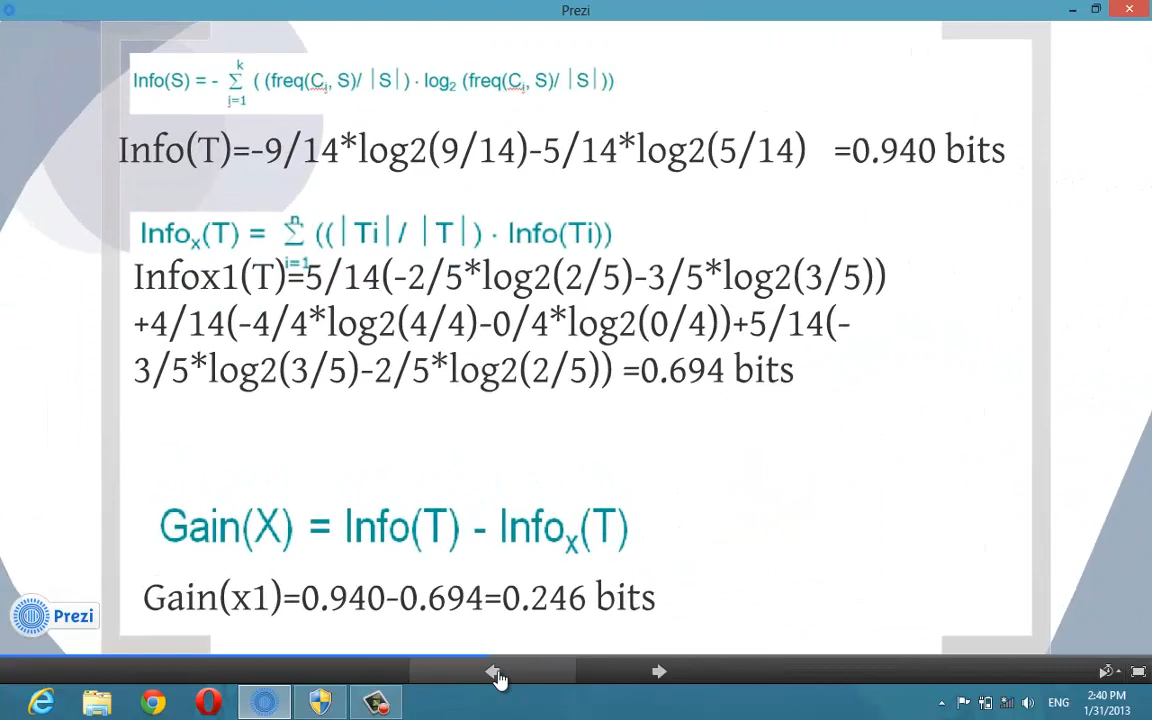 Prezi
k
Info(S) = - ∑ ( (freq(Ci, S)/ |S|) · log2 (freq(Ci, S)/ |S|))
i=1
Info(T)=-9/14*log2(9/14)-5/14*log2(5/14) =0.940 bits
n
Infox(T) = ∑ ((|Ti|/ |T|) · Info(Ti))
i=1
Infox1(T)=5/14(-2/5*log2(2/5)-3/5*log2(3/5))
+4/14(-4/4*log2(4/4)-0/4*log2(0/4))+5/14(-
3/5*log2(3/5)-2/5*log2(2/5)) =0.694 bits
Gain(X) = Info(T) - Infox(T)
Gain(x1)=0.940-0.694=0.246 bits
Prezi
ENG
2:40 PM
1/31/2013